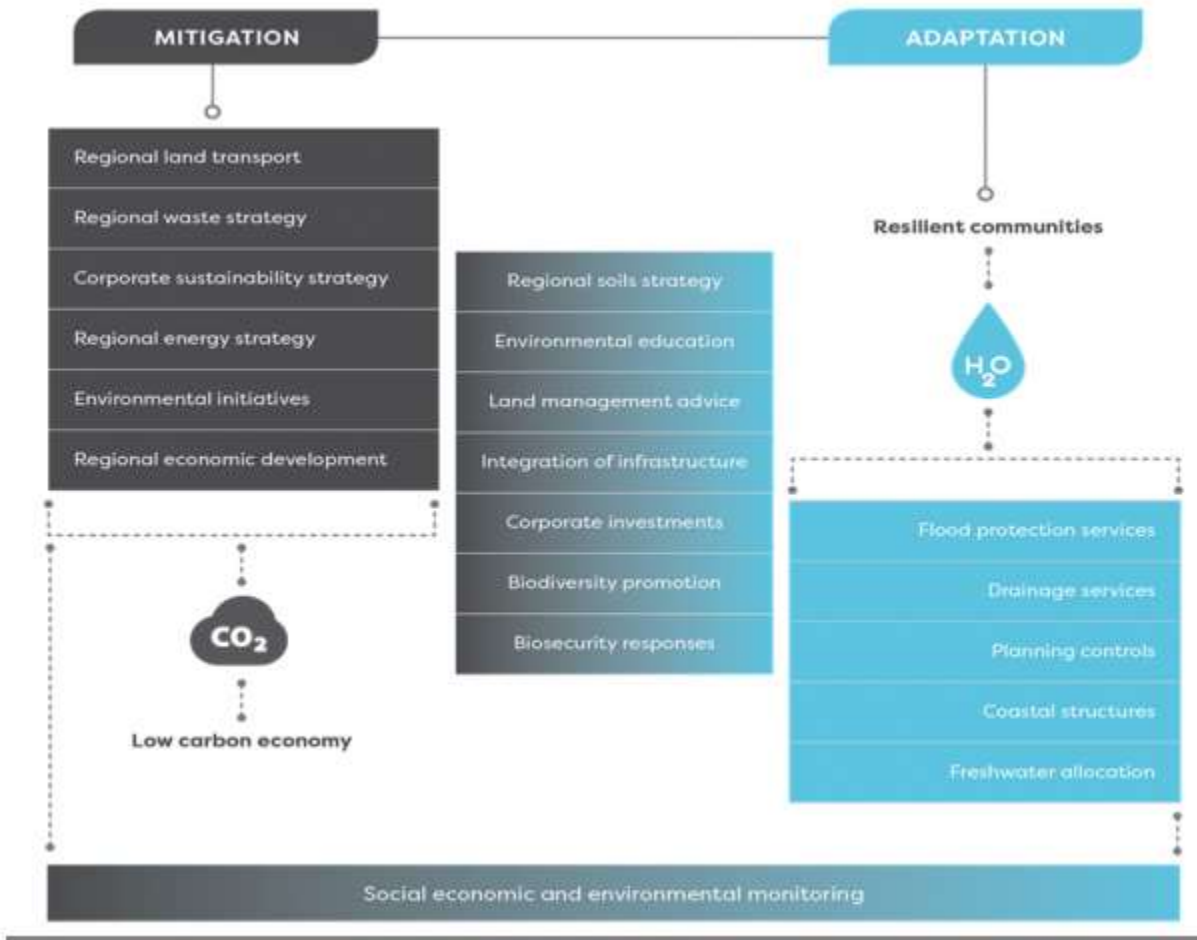 MITIGATION
ADAPTATION
Regional land transport
Regional waste strategy
Corporate sustainability strategy
Regional energy strategy
Environmental initiatives
Regional economic development
CO₂
Low carbon economy
Regional soils strategy
Environmental education
Land management advice
Integration of infrastructure
Corporate investments
Biodiversity promotion
Biosecurity responses
Resilient communities
H₂O
Flood protection services
Drainage services
Planning controls
Coastal structures
Freshwater allocation
Social economic and environmental monitoring